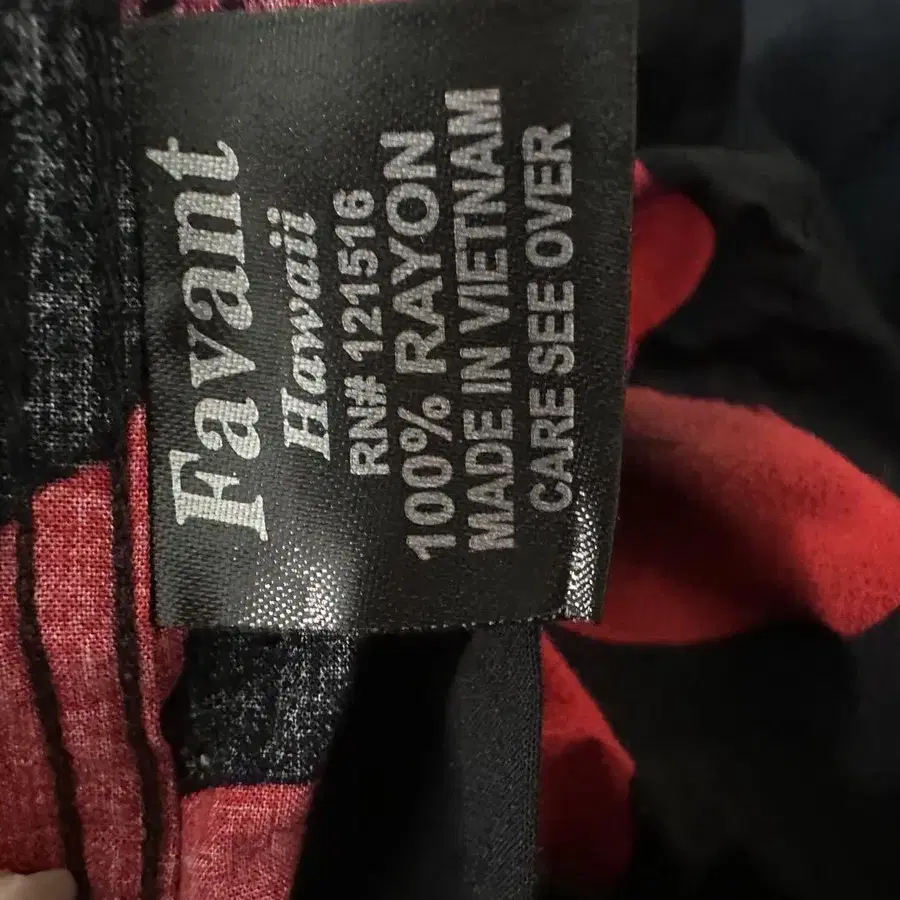 Favant
Hawaii
RN# 121516
100% RAYON
MADE IN VIETNAM
CARE SEE OVER